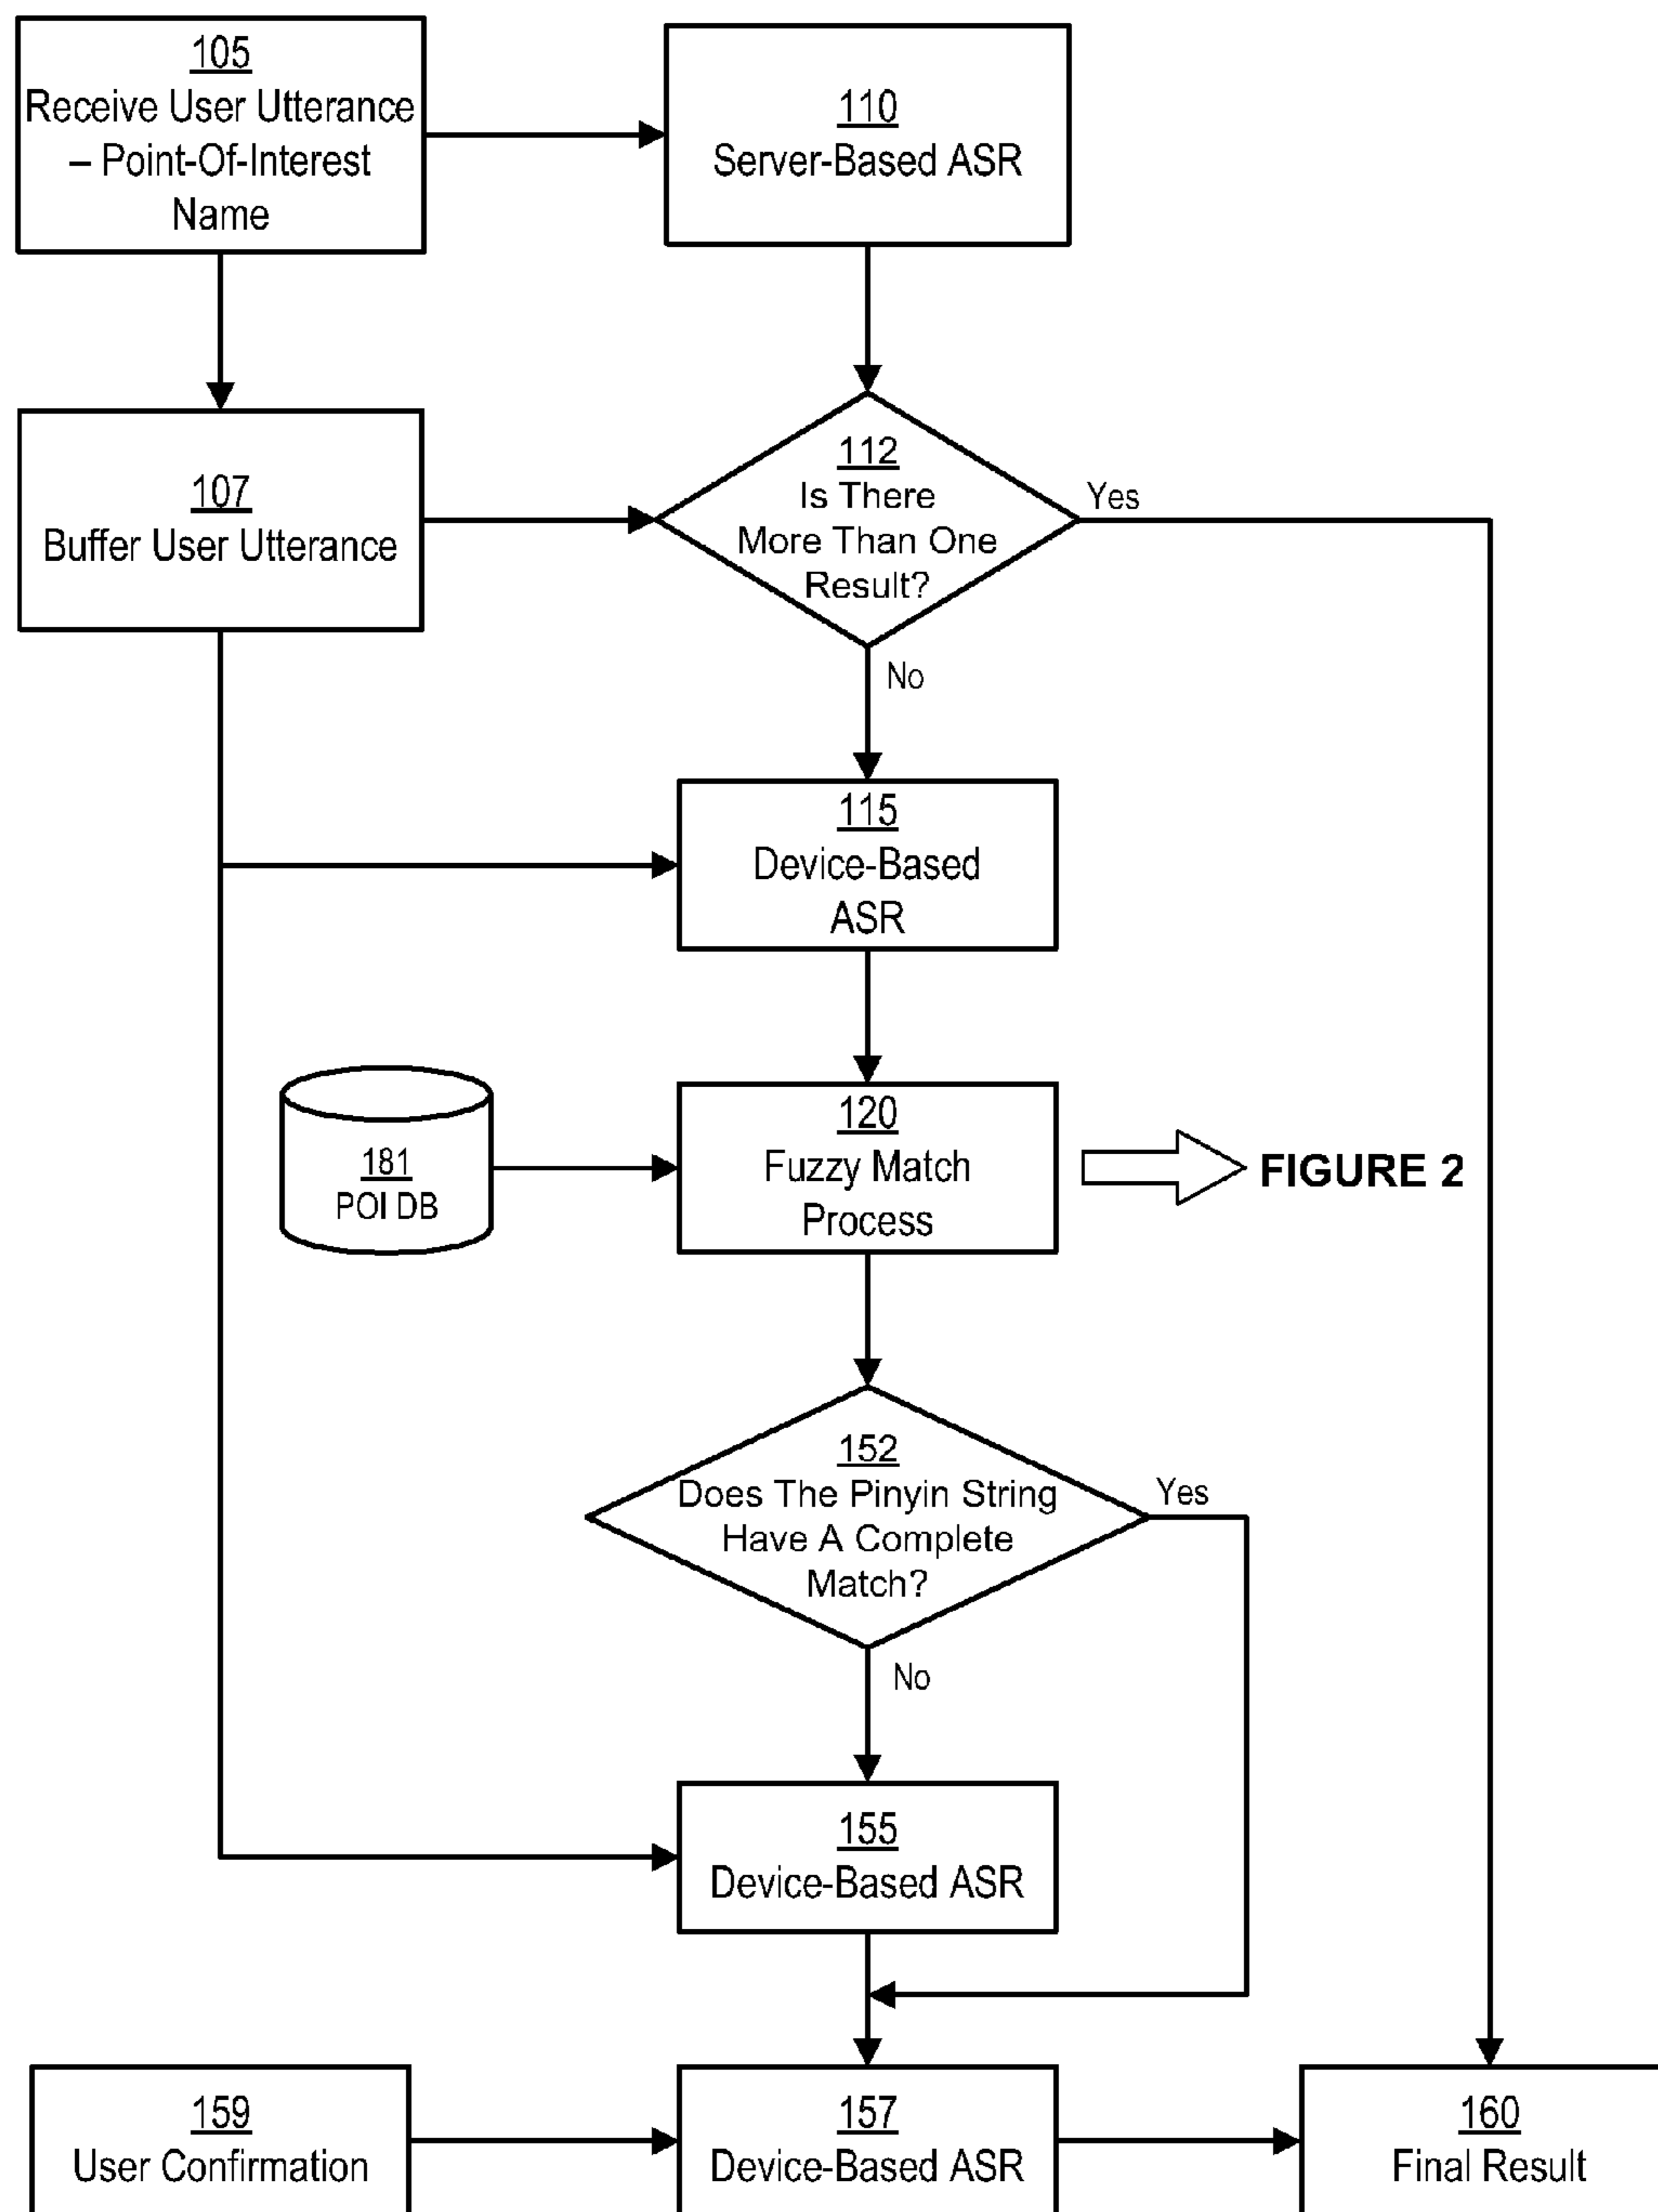 105
Receive User Utterance
– Point-Of-Interest
Name
110
Server-Based ASR
107
Buffer User Utterance
112
Is There
More Than One
Result?
Yes
No
115
Device-Based
ASR
181
POI DB
120
Fuzzy Match
Process
FIGURE 2
152
Does The Pinyin String
Have A Complete
Match?
Yes
No
155
Device-Based ASR
159
User Confirmation
157
Device-Based ASR
160
Final Result